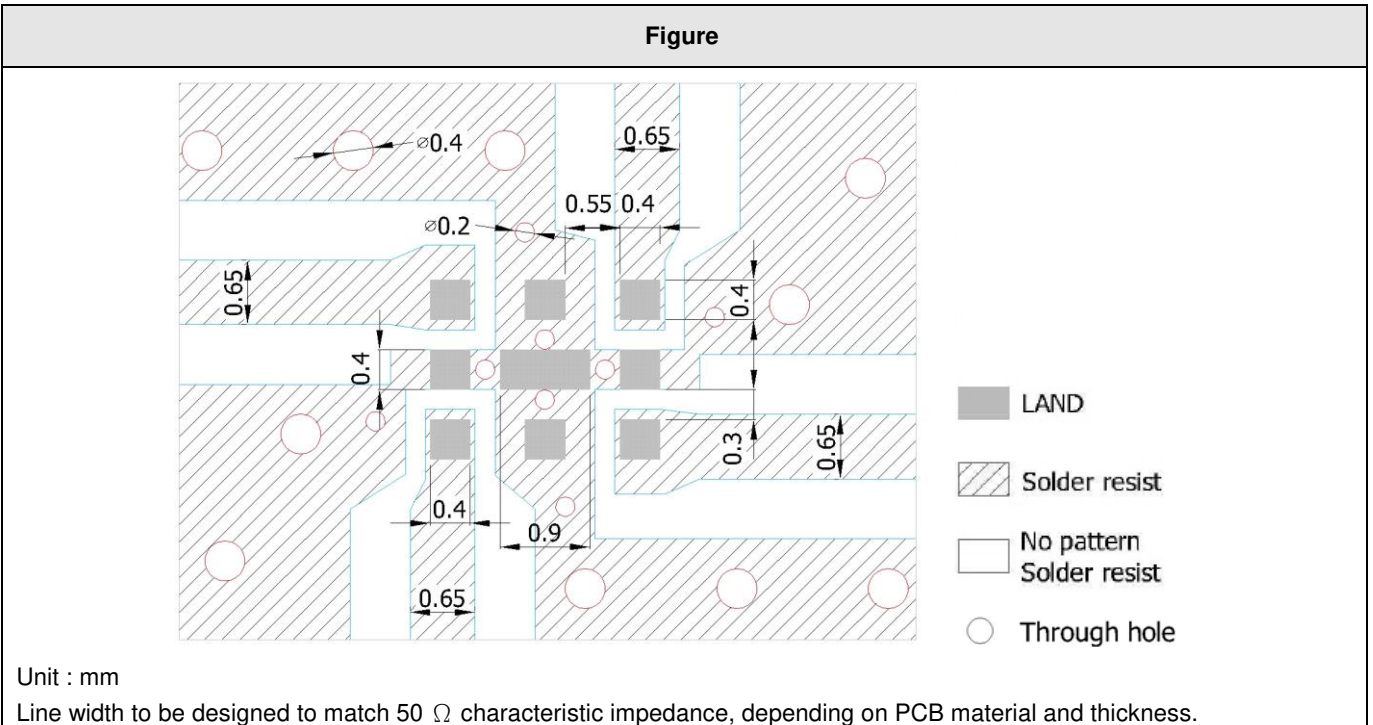 Figure
⌀0.4
0.65
0.55 0.4
⌀0.2
0.65
0.4
0.4
0.3
0.65
0.4
0.9
0.65
LAND
Solder resist
No pattern
Solder resist
Through hole
Unit : mm
Line width to be designed to match 50 Ω characteristic impedance, depending on PCB material and thickness.